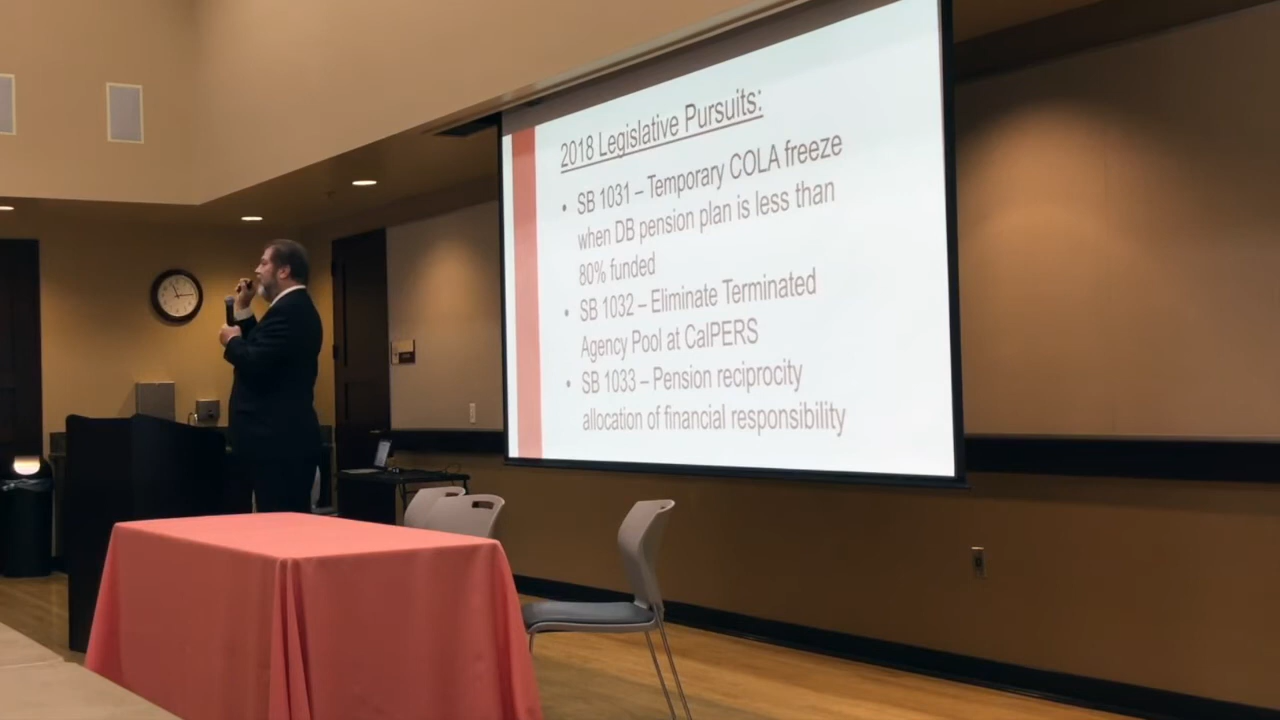 2018 Legislative Pursuits:
• SB 1031 – Temporary COLA freeze
when DB pension plan is less than
80% funded
• SB 1032 – Eliminate Terminated
Agency Pool at CalPERS
• SB 1033 – Pension reciprocity
allocation of financial responsibility